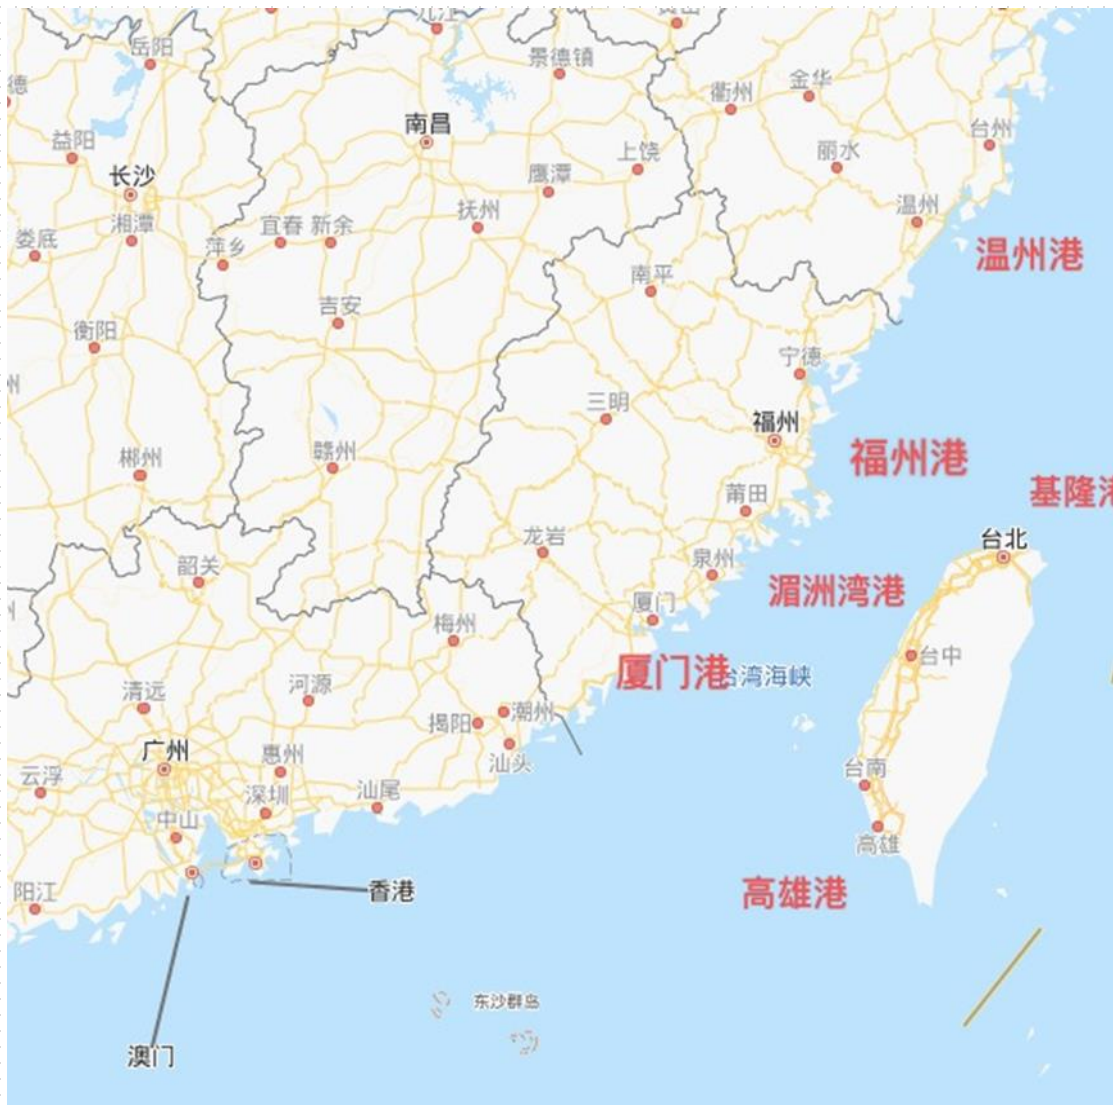 九江
岳阳
景德镇
德
衢州
金华
台州
益阳
南昌
上饶
丽水
长沙
鹰潭
湘潭
抚州
温州
娄底
萍乡
宜春
新余
温州港
南平
吉安
衡阳
宁德
州
三明
福州
福州港
郴州
赣州
莆田
基隆港
龙岩
台北
泉州
韶关
湄洲湾港
厦门
梅州
台中
厦门港
台湾海峡
清远
河源
潮州
揭阳
广州
惠州
汕头
云浮
台南
深圳
汕尾
中山
高雄
阳江
香港
高雄港
东沙群岛
澳门